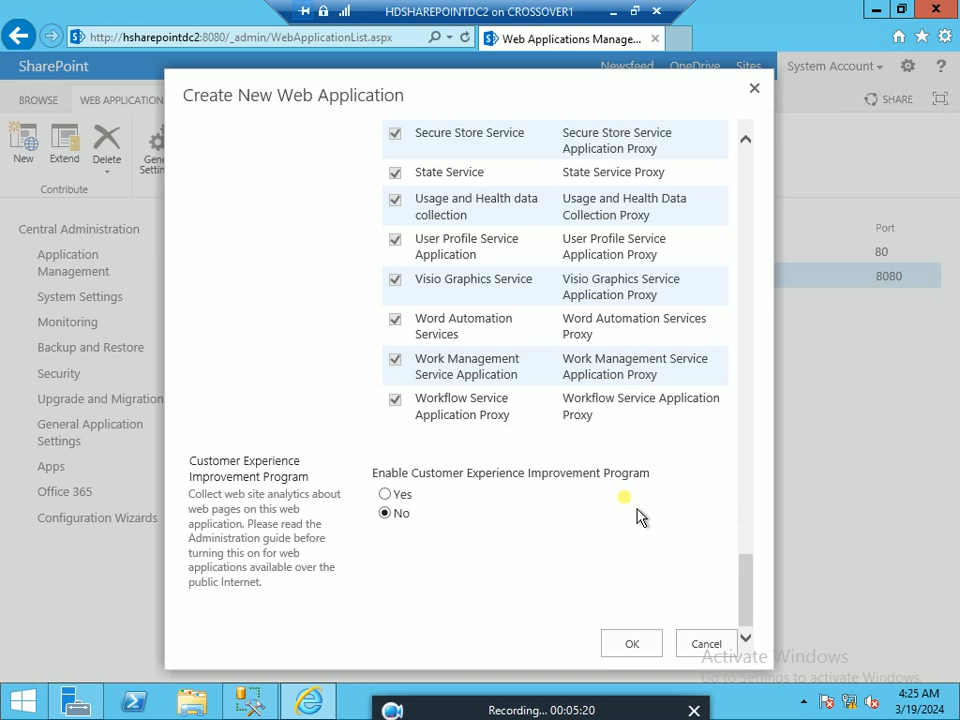 HDSHAREPOINTDC2 on CROSSOVER1
http://hsharepointdc2:8080/_admin/WebApplicationList.aspx
Web Applications Manage...
SharePoint
Newsfeed OneDrive Sites
System Account
?
BROWSE
WEB APPLICATION
SHARE
Create New Web Application
New
Extend
Delete
Contribute
Central Administration
Application
Management
System Settings
Monitoring
Backup and Restore
Security
Upgrade and Migration
General Application
Settings
Apps
Office 365
Configuration Wizards
Secure Store Service
Secure Store Service
Application Proxy
State Service
State Service Proxy
Usage and Health data
collection
Usage and Health Data
Collection Proxy
User Profile Service
Application
User Profile Service
Application Proxy
Visio Graphics Service
Visio Graphics Service
Application Proxy
Word Automation
Services
Word Automation Services
Proxy
Work Management
Service Application
Work Management Service
Application Proxy
Workflow Service
Application Proxy
Workflow Service Application
Proxy
Customer Experience
Improvement Program
Collect web site analytics about
web pages on this web
application. Please read the
Administration guide before
turning this on for web
applications available over the
public Internet.
Enable Customer Experience Improvement Program
Yes
No
OK
Cancel
Port
80
8080
Activate Windows
Go to Settings to activate Windows.
Recording... 00:05:20
4:25 AM
3/19/2024